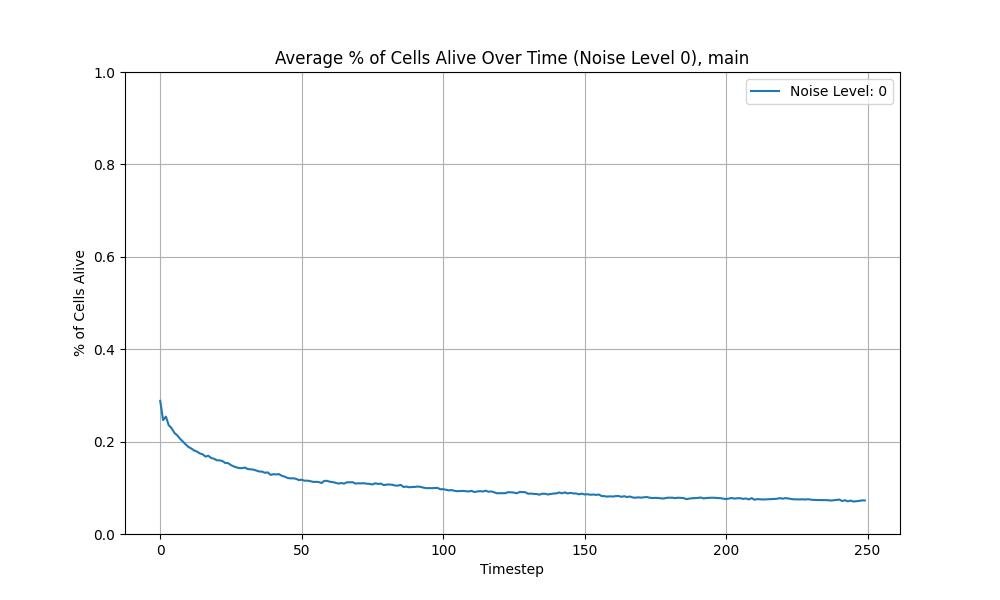 Average % of Cells Alive Over Time (Noise Level 0), main
Noise Level: 0
% of Cells Alive
1.0
0.8
0.6
0.4
0.2
0.0
0 50 100 150 200 250
Timestep